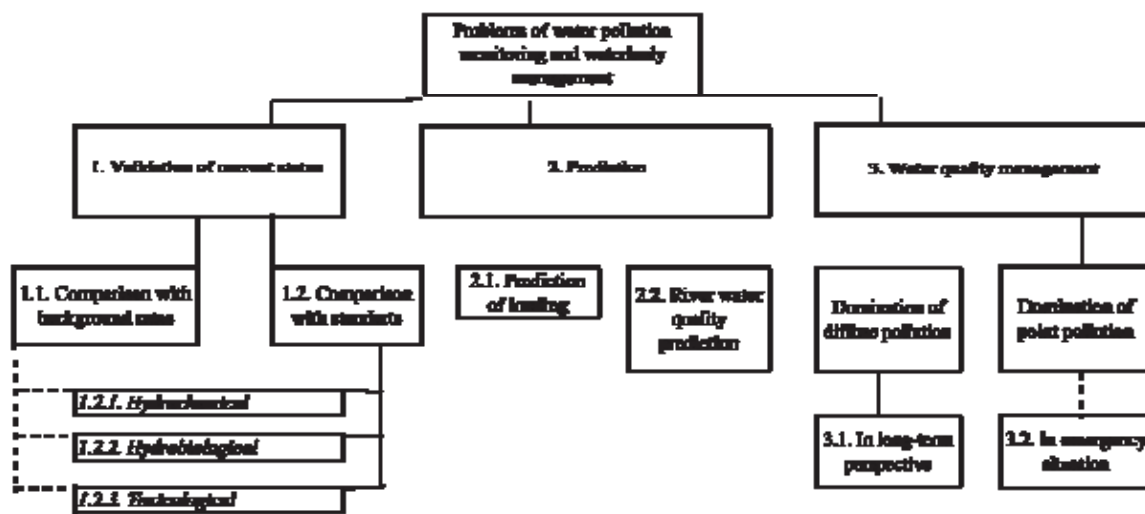 Problems of water pollution
monitoring and waterbody
management
1. Validation of current status
2. Prediction
3. Water quality management
1.1. Comparison with
background rates
1.2. Comparison
with standards
2.1. Prediction
of loading
2.2. River water
quality
prediction
Domination of
diffuse pollution
Domination of
point pollution
1.2.1. Hydrochemical
1.2.2. Hydrobiological
1.2.3. Toxicological
3.1. In long-term
perspective
3.2. In emergency
situation